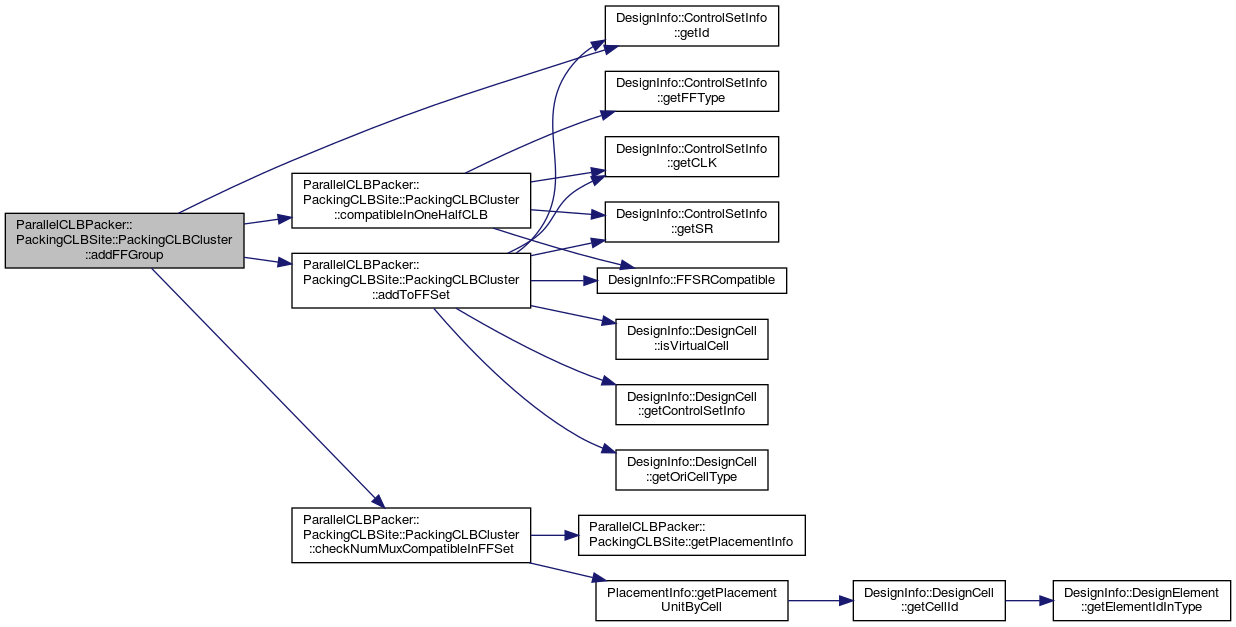 ParallelCLBPacker::
PackingCLBSite::PackingCLBCluster
::addFFGroup
DesignInfo::ControlSetInfo
::getId
ParallelCLBPacker::
PackingCLBSite::PackingCLBCluster
::compatibleInOneHalfCLB
DesignInfo::ControlSetInfo
::getFFType
DesignInfo::ControlSetInfo
::getCLK
DesignInfo::ControlSetInfo
::getSR
DesignInfo::FFSRCompatible
ParallelCLBPacker::
PackingCLBSite::PackingCLBCluster
::addToFFSet
DesignInfo::DesignCell
::isVirtualCell
DesignInfo::DesignCell
::getControlSetInfo
DesignInfo::DesignCell
::getOriCellType
ParallelCLBPacker::
PackingCLBSite::PackingCLBCluster
::checkNumMuxCompatibleInFFSet
ParallelCLBPacker::
PackingCLBSite::getPlacementInfo
PlacementInfo::getPlacement
UnitByCell
DesignInfo::DesignCell
::getCellId
DesignInfo::DesignElement
::getElementIdInType